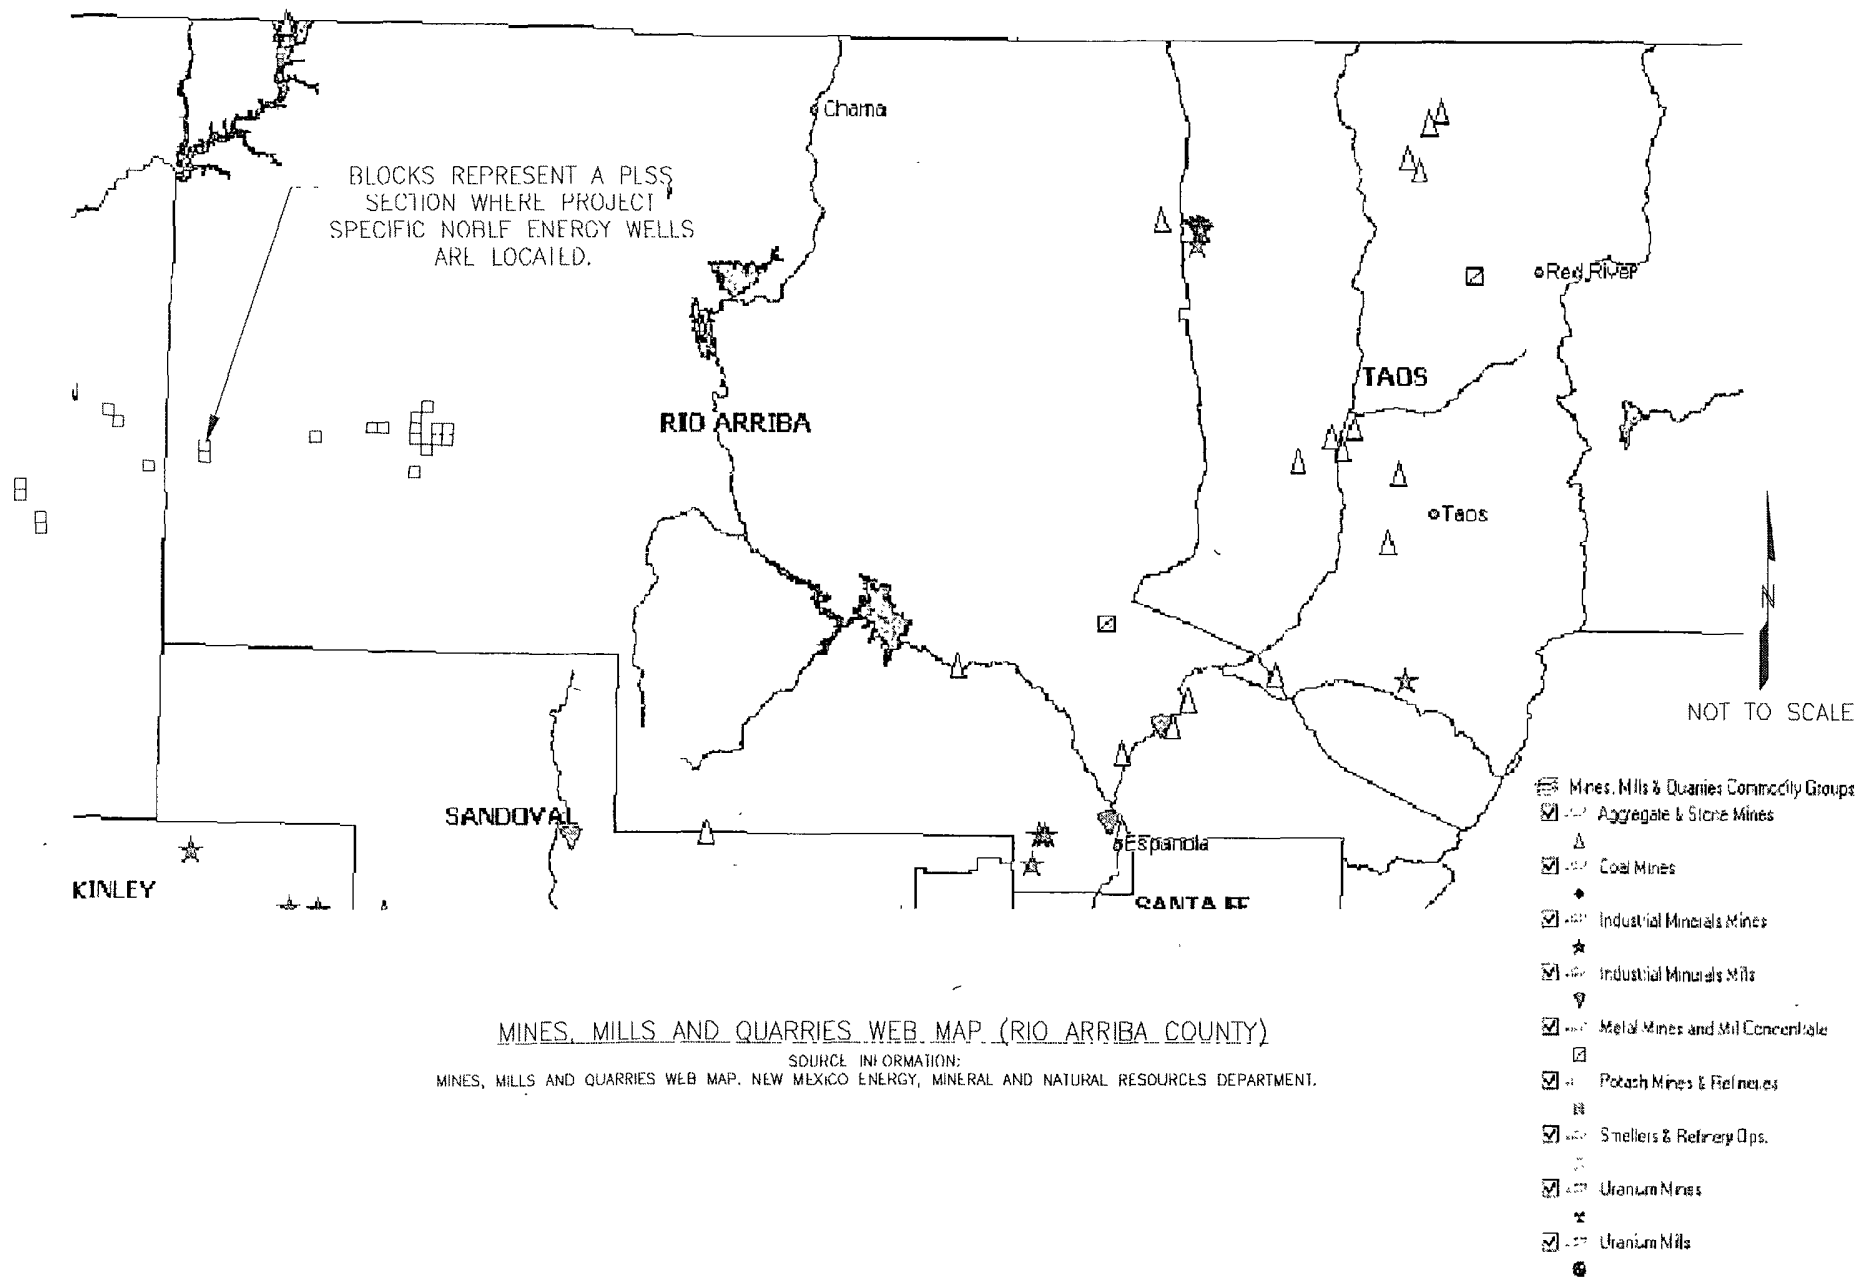 Chama
BLOCKS REPRESENT A PLSS
SECTION WHERE PROJECT
SPECIFIC NOBLE ENERGY WELLS
ARE LOCATED.
Red River
TAOS
RIO ARRIBA
Taos
N
NOT TO SCALE
SANDOVAL
Espanola
KINLEY
SANTA FE
Mines, Mills & Quarries Commodity Groups
Aggregate & Stone Mines
Coal Mines
Industrial Minerals Mines
Industrial Minerals Mills
Metal Mines and Mill Concentrate
Potash Mines & Refineries
Smelters & Refinery Ops.
Uranium Mines
Uranium Mills
MINES, MILLS AND QUARRIES WEB MAP (RIO ARRIBA COUNTY)
SOURCE INFORMATION:
MINES, MILLS AND QUARRIES WEB MAP. NEW MEXICO ENERGY, MINERAL AND NATURAL RESOURCES DEPARTMENT.